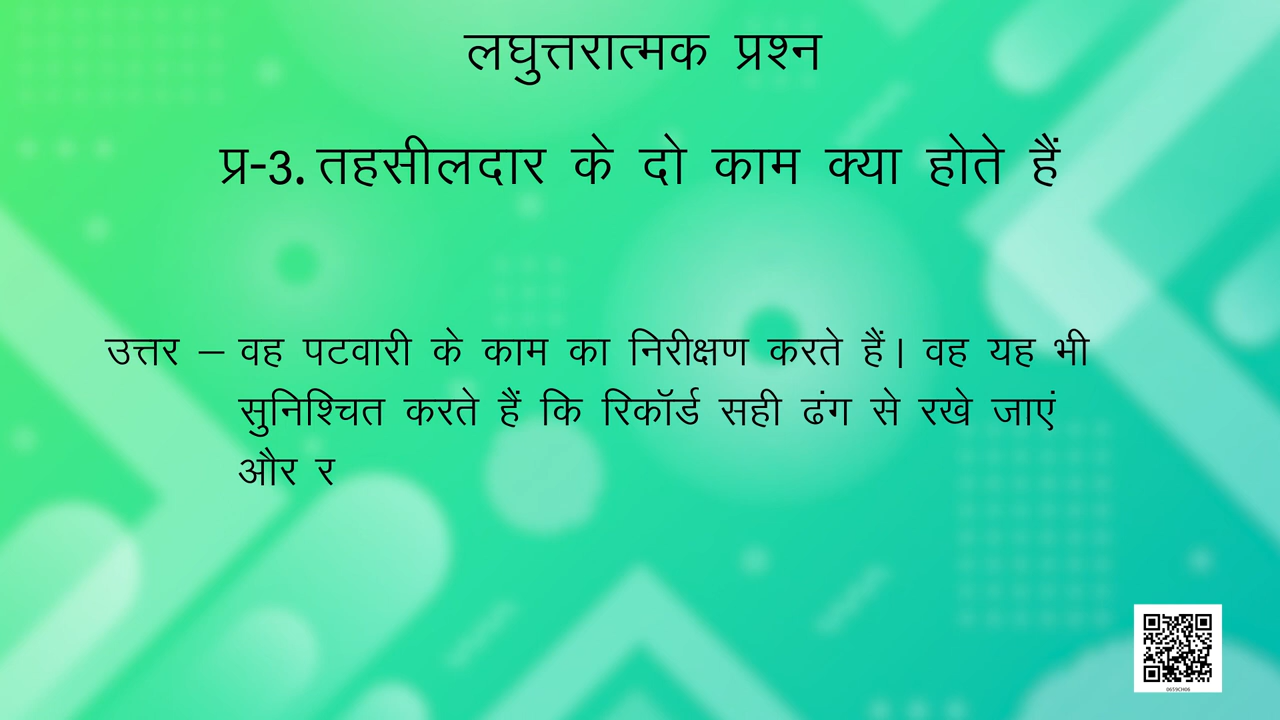 लघुत्तरात्मक प्रश्न
प्र-3. तहसीलदार के दो काम क्या होते हैं
उत्तर – वह पटवारी के काम का निरीक्षण करते हैं। वह यह भी
सुनिश्चित करते हैं कि रिकॉर्ड सही ढंग से रखे जाएं
और र
0659CH06